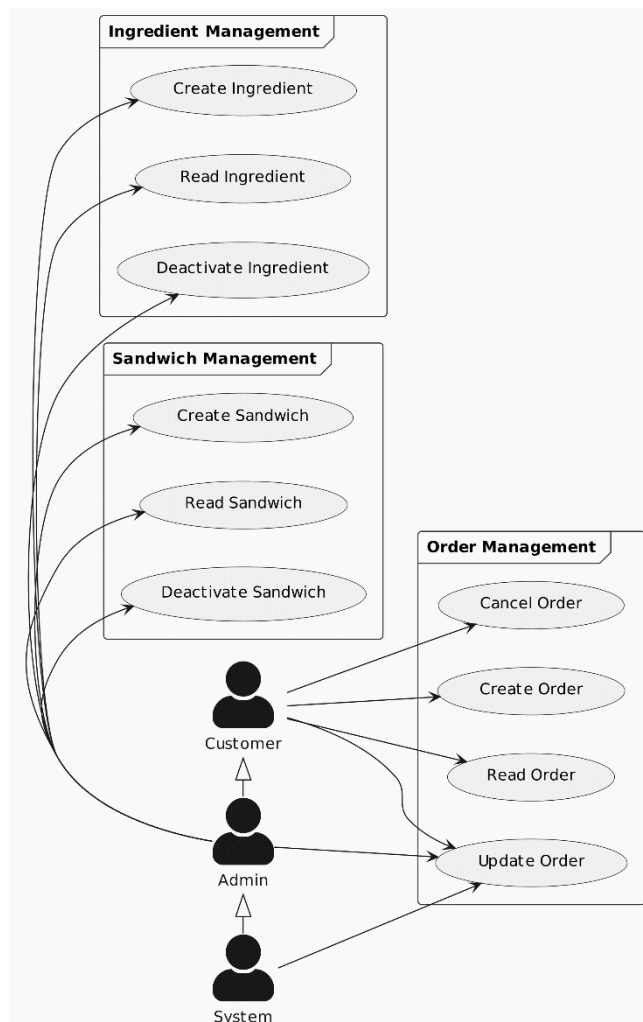 Ingredient Management
Create Ingredient
Read Ingredient
Deactivate Ingredient
Sandwich Management
Create Sandwich
Read Sandwich
Deactivate Sandwich
Order Management
Cancel Order
Create Order
Read Order
Update Order
Customer
Admin
System